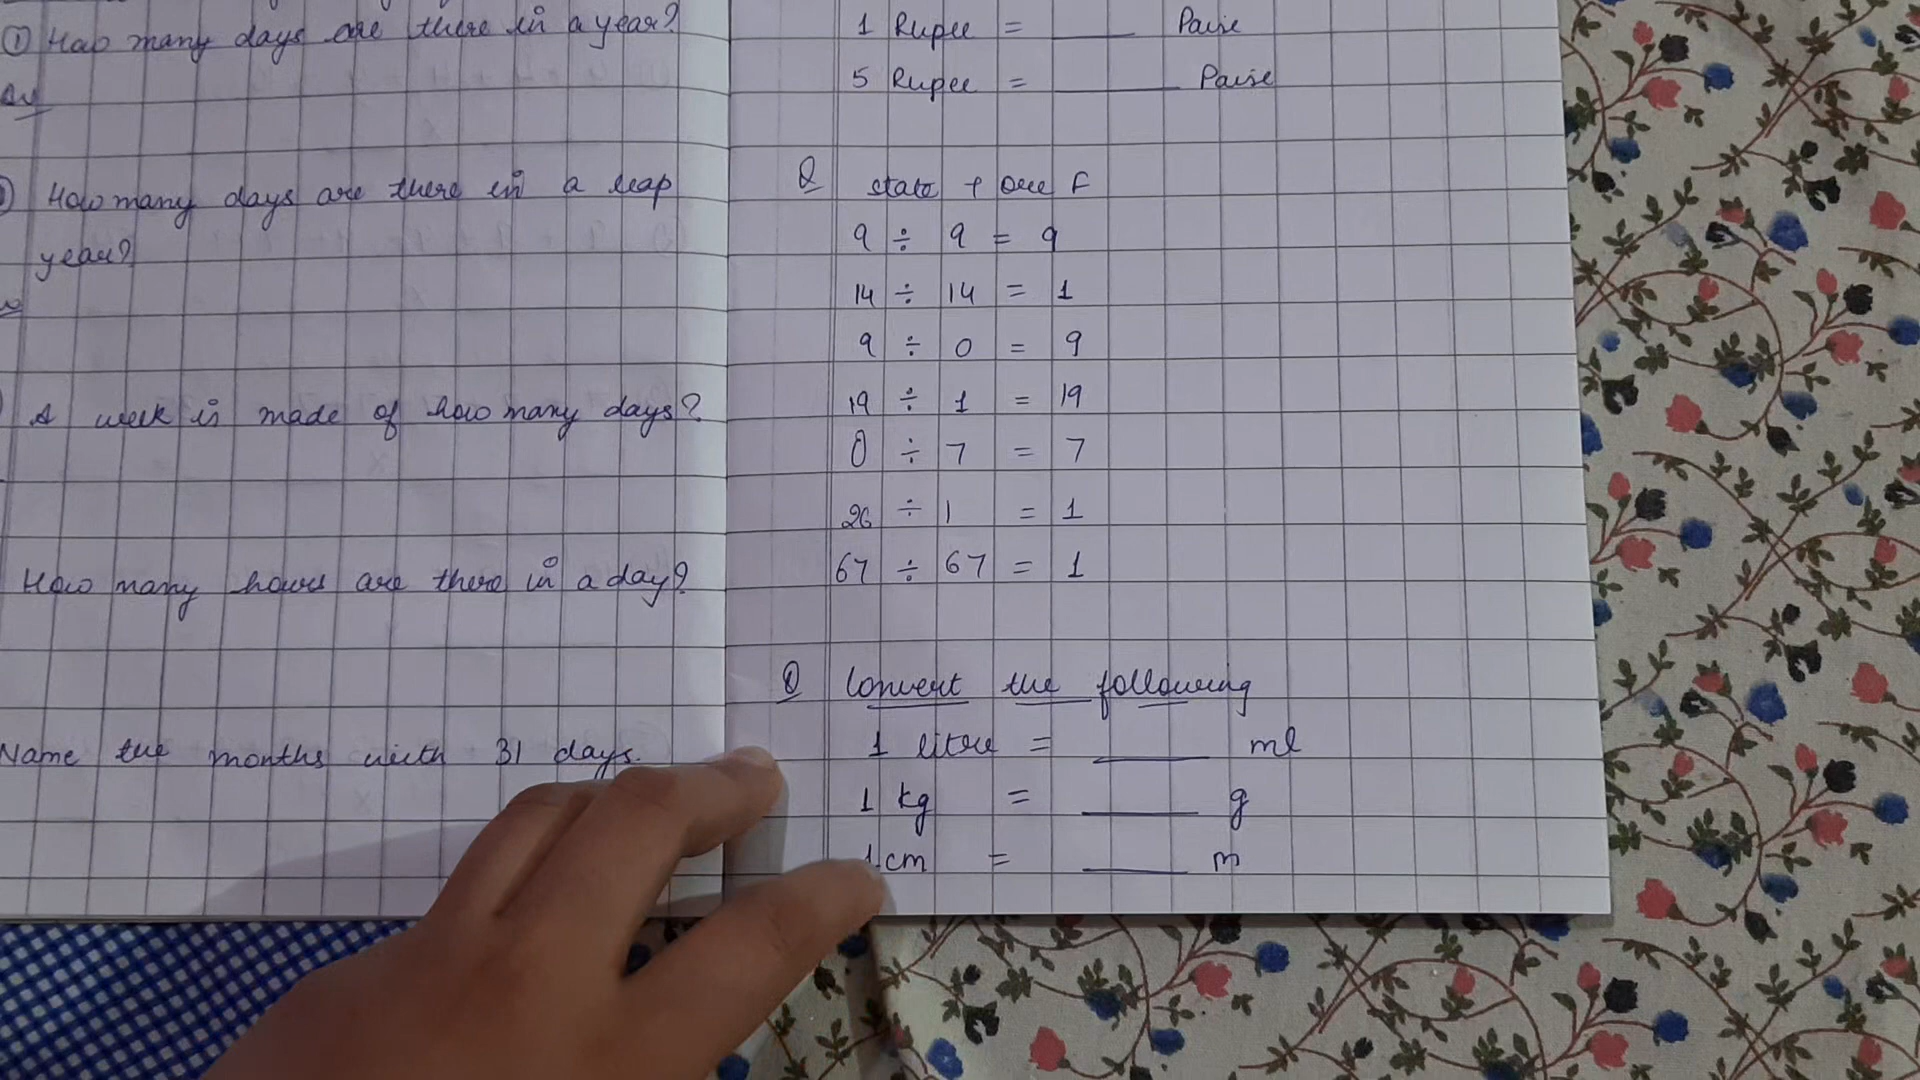 ① How many days are there in a year?
How many days are there in a leap
year?
A week is made of how many days?
How many hours are there in a day?
Name the months with 31 days.
1 Rupee = ____ Paise
5 Rupee = ____ Paise
Q state T or F
9 ÷ 9 = 9
14 ÷ 14 = 1
9 ÷ 0 = 9
19 ÷ 1 = 19
0 ÷ 7 = 7
26 ÷ 1 = 1
67 ÷ 67 = 1
Q Convert the following
1 litre = ____ ml
1 kg = ____ g
1 cm = ____ m